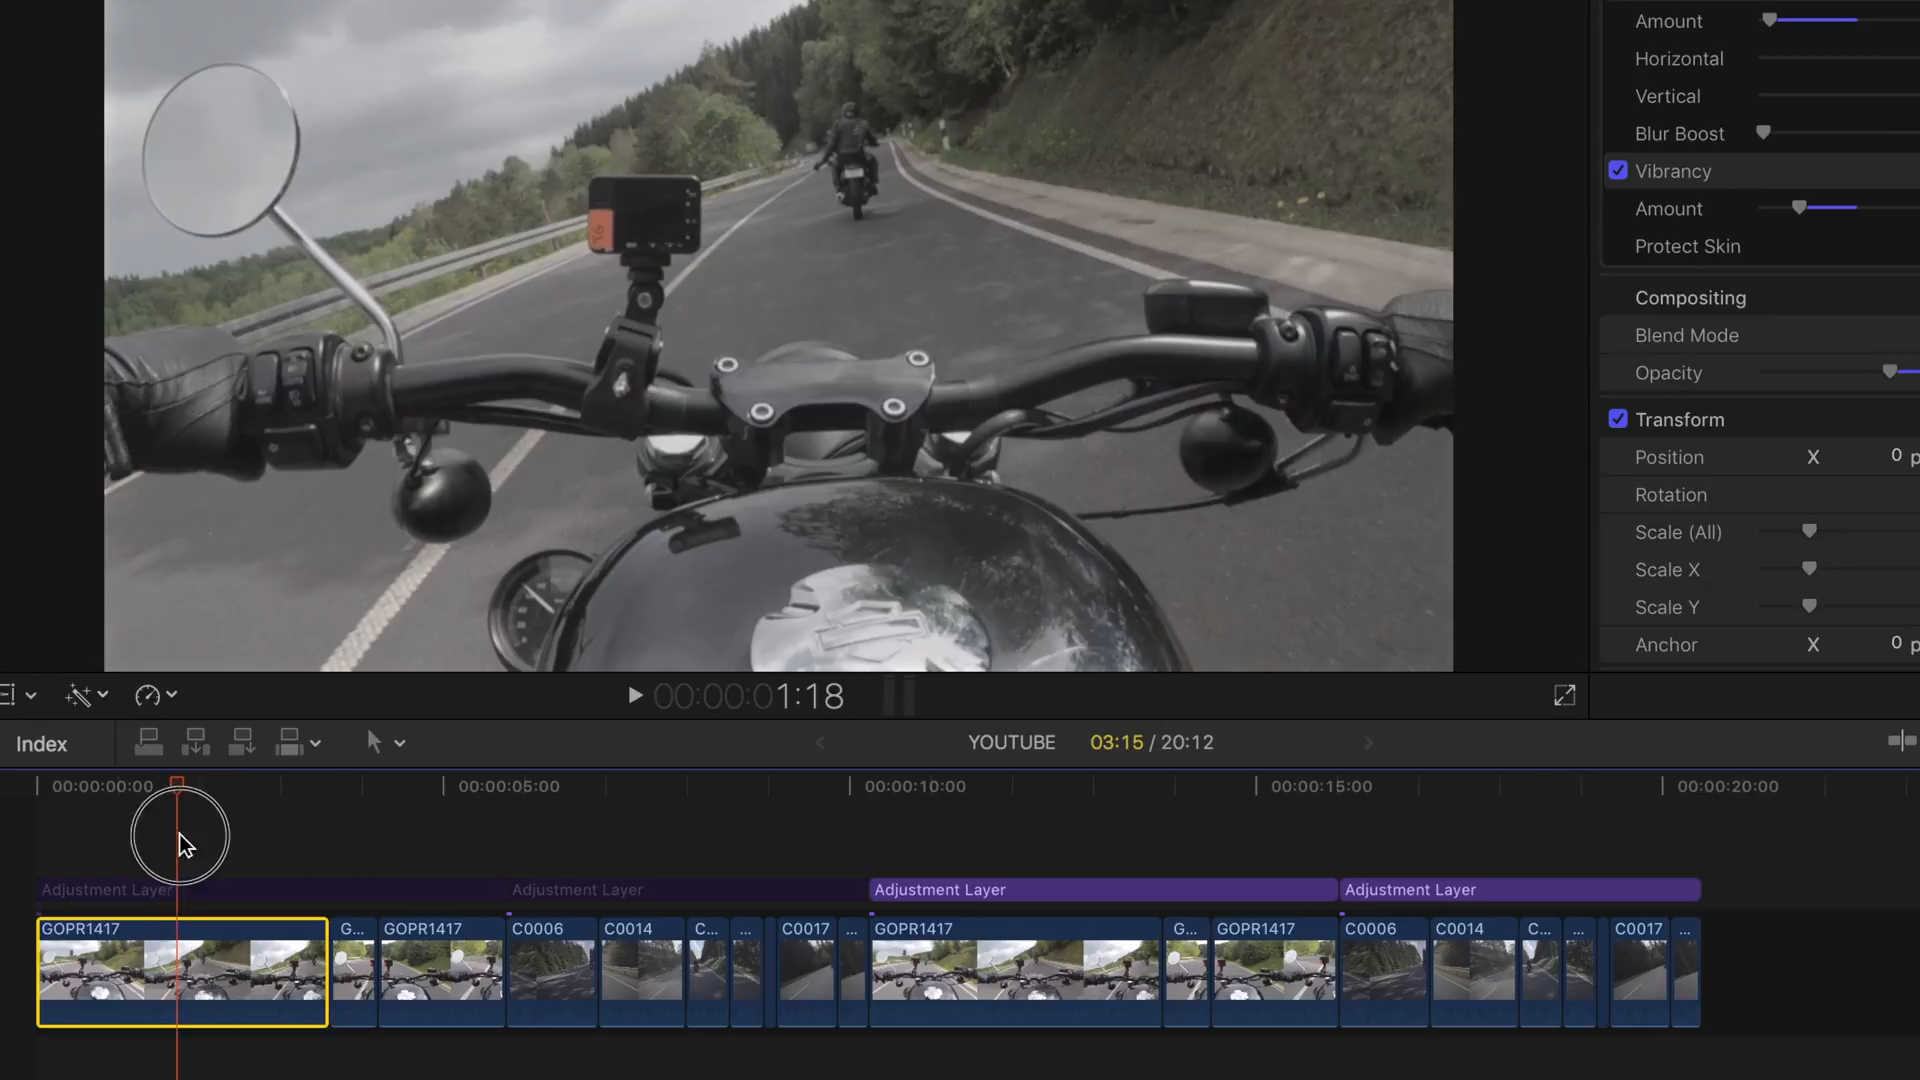 Amount
Horizontal
Vertical
Blur Boost
Vibrancy
Amount
Protect Skin
Compositing
Blend Mode
Opacity
Transform
Position X 0 p
Rotation
Scale (All)
Scale X
Scale Y
Anchor X 0 p
00:00:01:18
Index
YOUTUBE 03:15 / 20:12
00:00:00:00 00:00:05:00 00:00:10:00 00:00:15:00 00:00:20:00
Adjustment Layer Adjustment Layer Adjustment Layer Adjustment Layer
GOPR1417 G... GOPR1417 C0006 C0014 C... ... C0017 ... GOPR1417 G... GOPR1417 C0006 C0014 C... ... C0017 ...